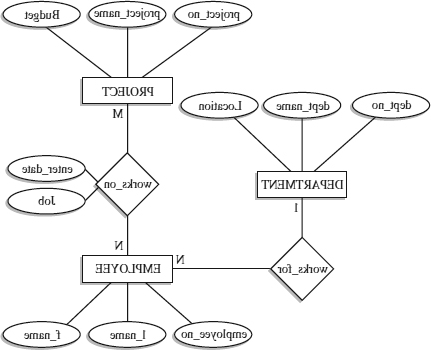 Budget
project_name
project_no
PROJECT
M
Location
dept_name
dept_no
enter_date
works_on
DEPARTMENT
Job
1
N
N
EMPLOYEE
works_for
f_name
l_name
employee_no